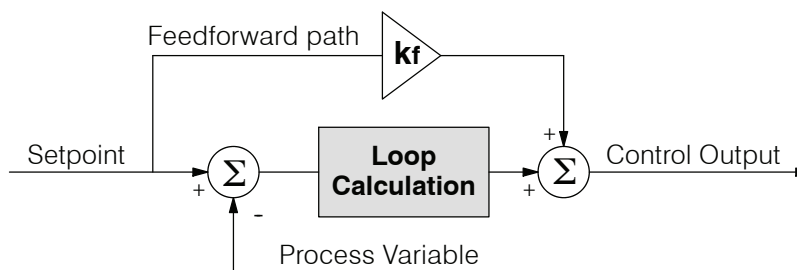 Feedforward path
kf
+
Setpoint
Σ
Loop
Calculation
Σ
Control Output
+
+
-
Process Variable